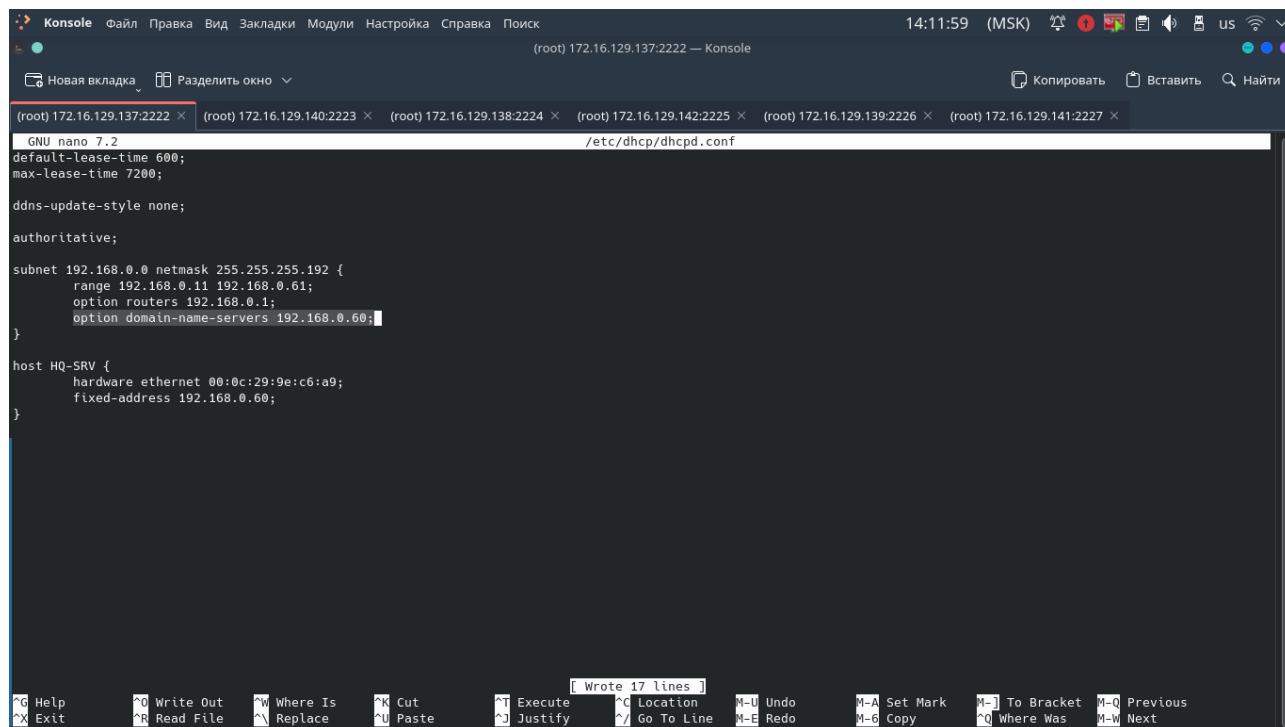 Konsole Файл Правка Вид Закладки Модули Настройка Справка Поиск 14:11:59 (MSK) us
(root) 172.16.129.137:2222 — Konsole
Новая вкладка Разделить окно Копировать Вставить Найти
(root) 172.16.129.137:2222 × (root) 172.16.129.140:2223 × (root) 172.16.129.138:2224 × (root) 172.16.129.142:2225 × (root) 172.16.129.139:2226 × (root) 172.16.129.141:2227 ×
GNU nano 7.2 /etc/dhcp/dhcpd.conf
default-lease-time 600;
max-lease-time 7200;
ddns-update-style none;
authoritative;
subnet 192.168.0.0 netmask 255.255.255.192 {
range 192.168.0.11 192.168.0.61;
option routers 192.168.0.1;
option domain-name-servers 192.168.0.60;
}
host HQ-SRV {
hardware ethernet 00:0c:29:9e:c6:a9;
fixed-address 192.168.0.60;
}
[ Wrote 17 lines ]
^G Help ^O Write Out ^W Where Is ^K Cut ^T Execute ^C Location M-U Undo M-A Set Mark M-] To Bracket M-Q Previous
^X Exit ^R Read File ^\ Replace ^U Paste ^J Justify ^/ Go To Line M-E Redo M-6 Copy ^Q Where Was M-W Next